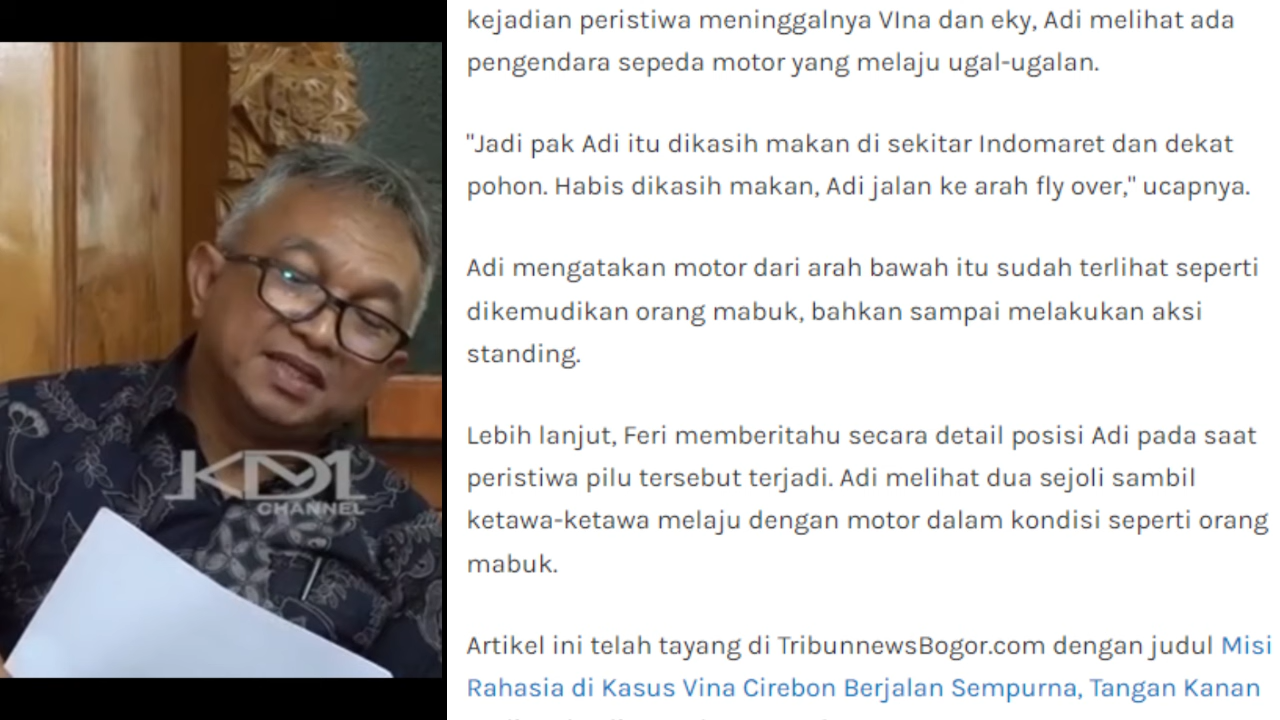 kejadian peristiwa meninggalnya VIna dan eky, Adi melihat ada
pengendara sepeda motor yang melaju ugal-ugalan.
"Jadi pak Adi itu dikasih makan di sekitar Indomaret dan dekat
pohon. Habis dikasih makan, Adi jalan ke arah fly over," ucapnya.
Adi mengatakan motor dari arah bawah itu sudah terlihat seperti
dikemudikan orang mabuk, bahkan sampai melakukan aksi
standing.
Lebih lanjut, Feri memberitahu secara detail posisi Adi pada saat
peristiwa pilu tersebut terjadi. Adi melihat dua sejoli sambil
ketawa-ketawa melaju dengan motor dalam kondisi seperti orang
mabuk.
Artikel ini telah tayang di TribunnewsBogor.com dengan judul Misi
Rahasia di Kasus Vina Cirebon Berjalan Sempurna, Tangan Kanan
KDM
CHANNEL